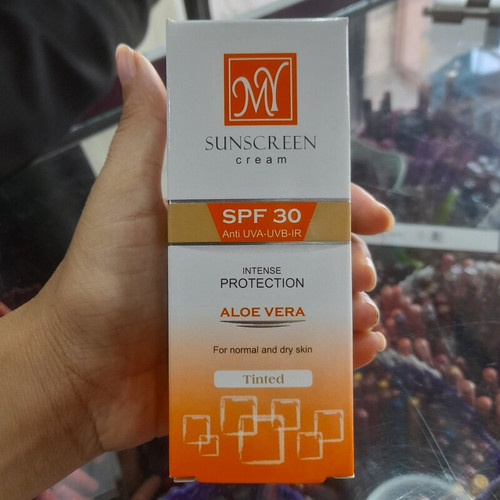 MY
SUNSCREEN
cream
SPF 30
Anti UVA-UVB-IR
INTENSE
PROTECTION
ALOE VERA
For normal and dry skin
Tinted